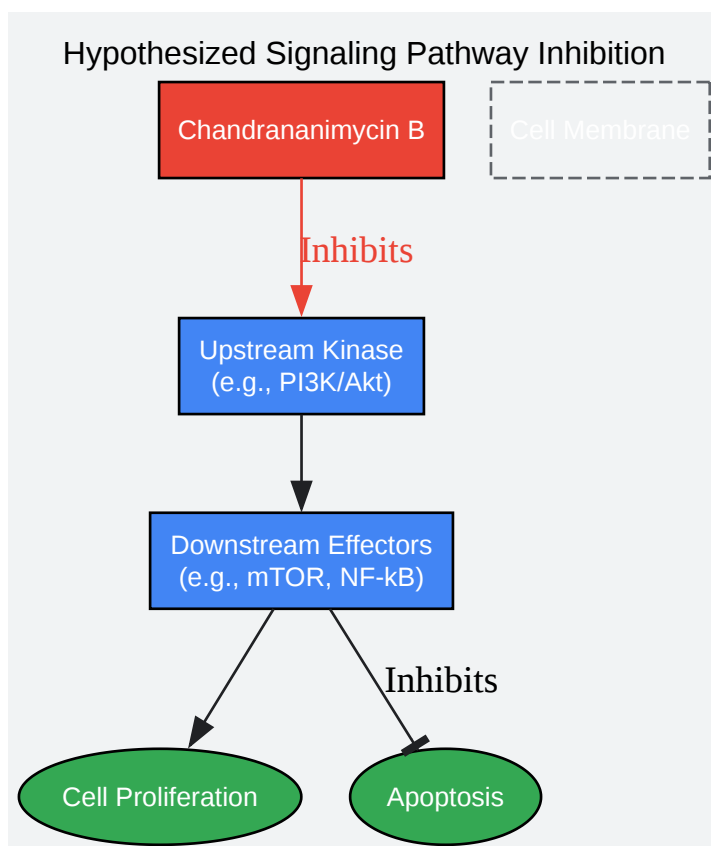 Hypothesized Signaling Pathway Inhibition
Chandrananimycin B
Cell Membrane
Inhibits
Upstream Kinase
(e.g., PI3K/Akt)
Downstream Effectors
(e.g., mTOR, NF-kB)
Inhibits
Cell Proliferation
Apoptosis